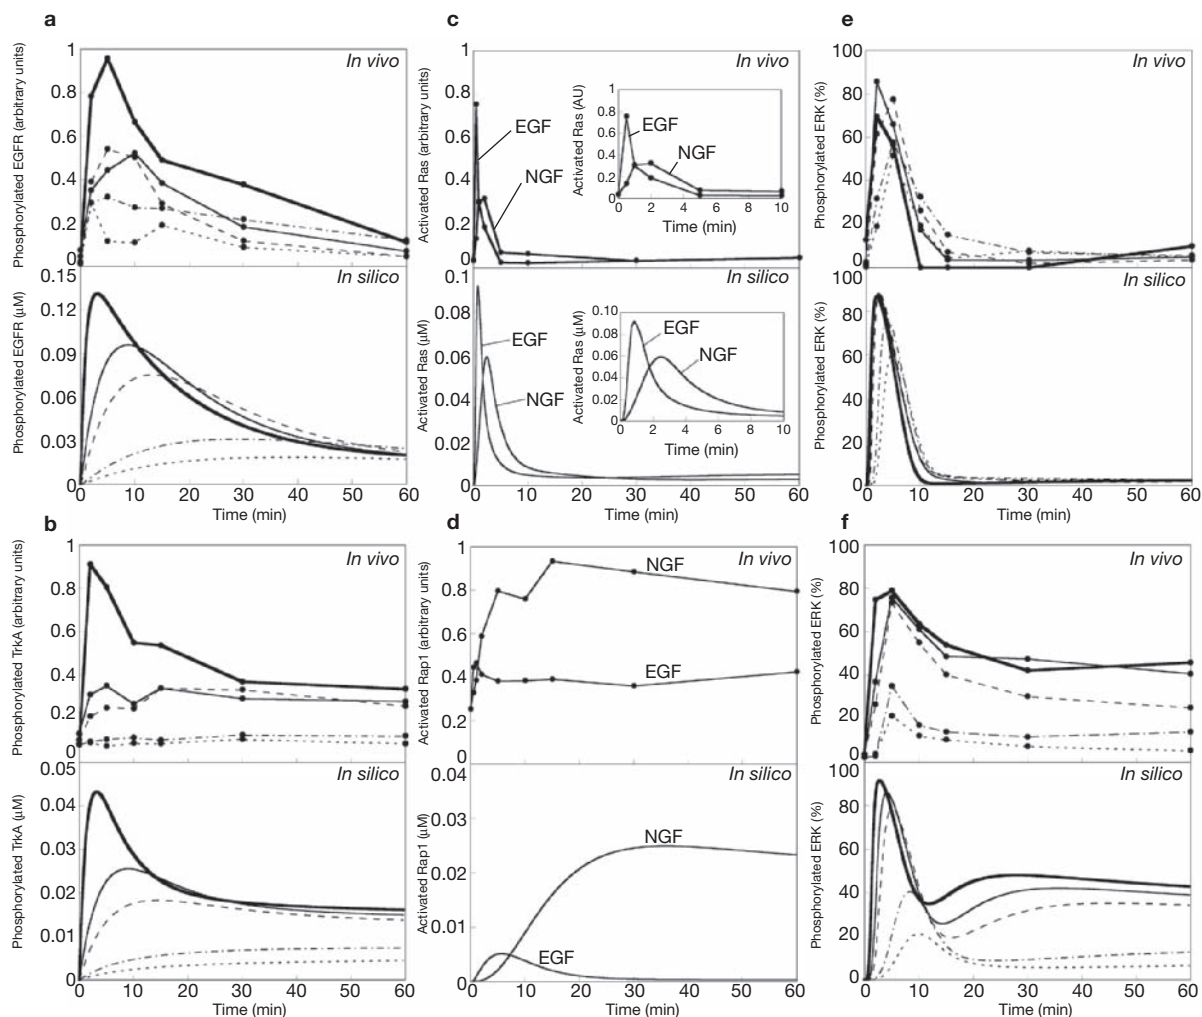 a
Phosphorylated EGFR (arbitrary units)
1
0.8
0.6
0.4
0.2
0
In vivo
Phosphorylated EGFR (μM)
0.15
0.12
0.09
0.06
0.03
0
In silico
0 10 20 30 40 50 60
Time (min)
c
Activated Ras (arbitrary units)
1
0.8
0.6
0.4
0.2
0
In vivo
EGF
NGF
Activated Ras (AU)
1
0.8
0.6
0.4
0.2
0
EGF
NGF
0 2 4 6 8 10
Time (min)
Activated Ras (μM)
0.1
0.08
0.06
0.04
0.02
0
In silico
EGF
NGF
Activated Ras (μM)
0.10
0.08
0.06
0.04
0.02
0
EGF
NGF
0 2 4 6 8 10
Time (min)
0 10 20 30 40 50 60
Time (min)
e
Phosphorylated ERK (%)
100
80
60
40
20
0
In vivo
Phosphorylated ERK (%)
100
80
60
40
20
0
In silico
0 10 20 30 40 50 60
Time (min)
b
Phosphorylated TrkA (arbitrary units)
1
0.8
0.6
0.4
0.2
0
In vivo
Phosphorylated TrkA (μM)
0.05
0.04
0.03
0.02
0.01
0
In silico
0 10 20 30 40 50 60
Time (min)
d
Activated Rap1 (arbitrary units)
1
0.8
0.6
0.4
0.2
0
In vivo
NGF
EGF
Activated Rap1 (μM)
0.04
0.03
0.02
0.01
0
In silico
NGF
EGF
0 10 20 30 40 50 60
Time (min)
f
Phosphorylated ERK (%)
100
80
60
40
20
0
In vivo
Phosphorylated ERK (%)
100
80
60
40
20
0
In silico
0 10 20 30 40 50 60
Time (min)